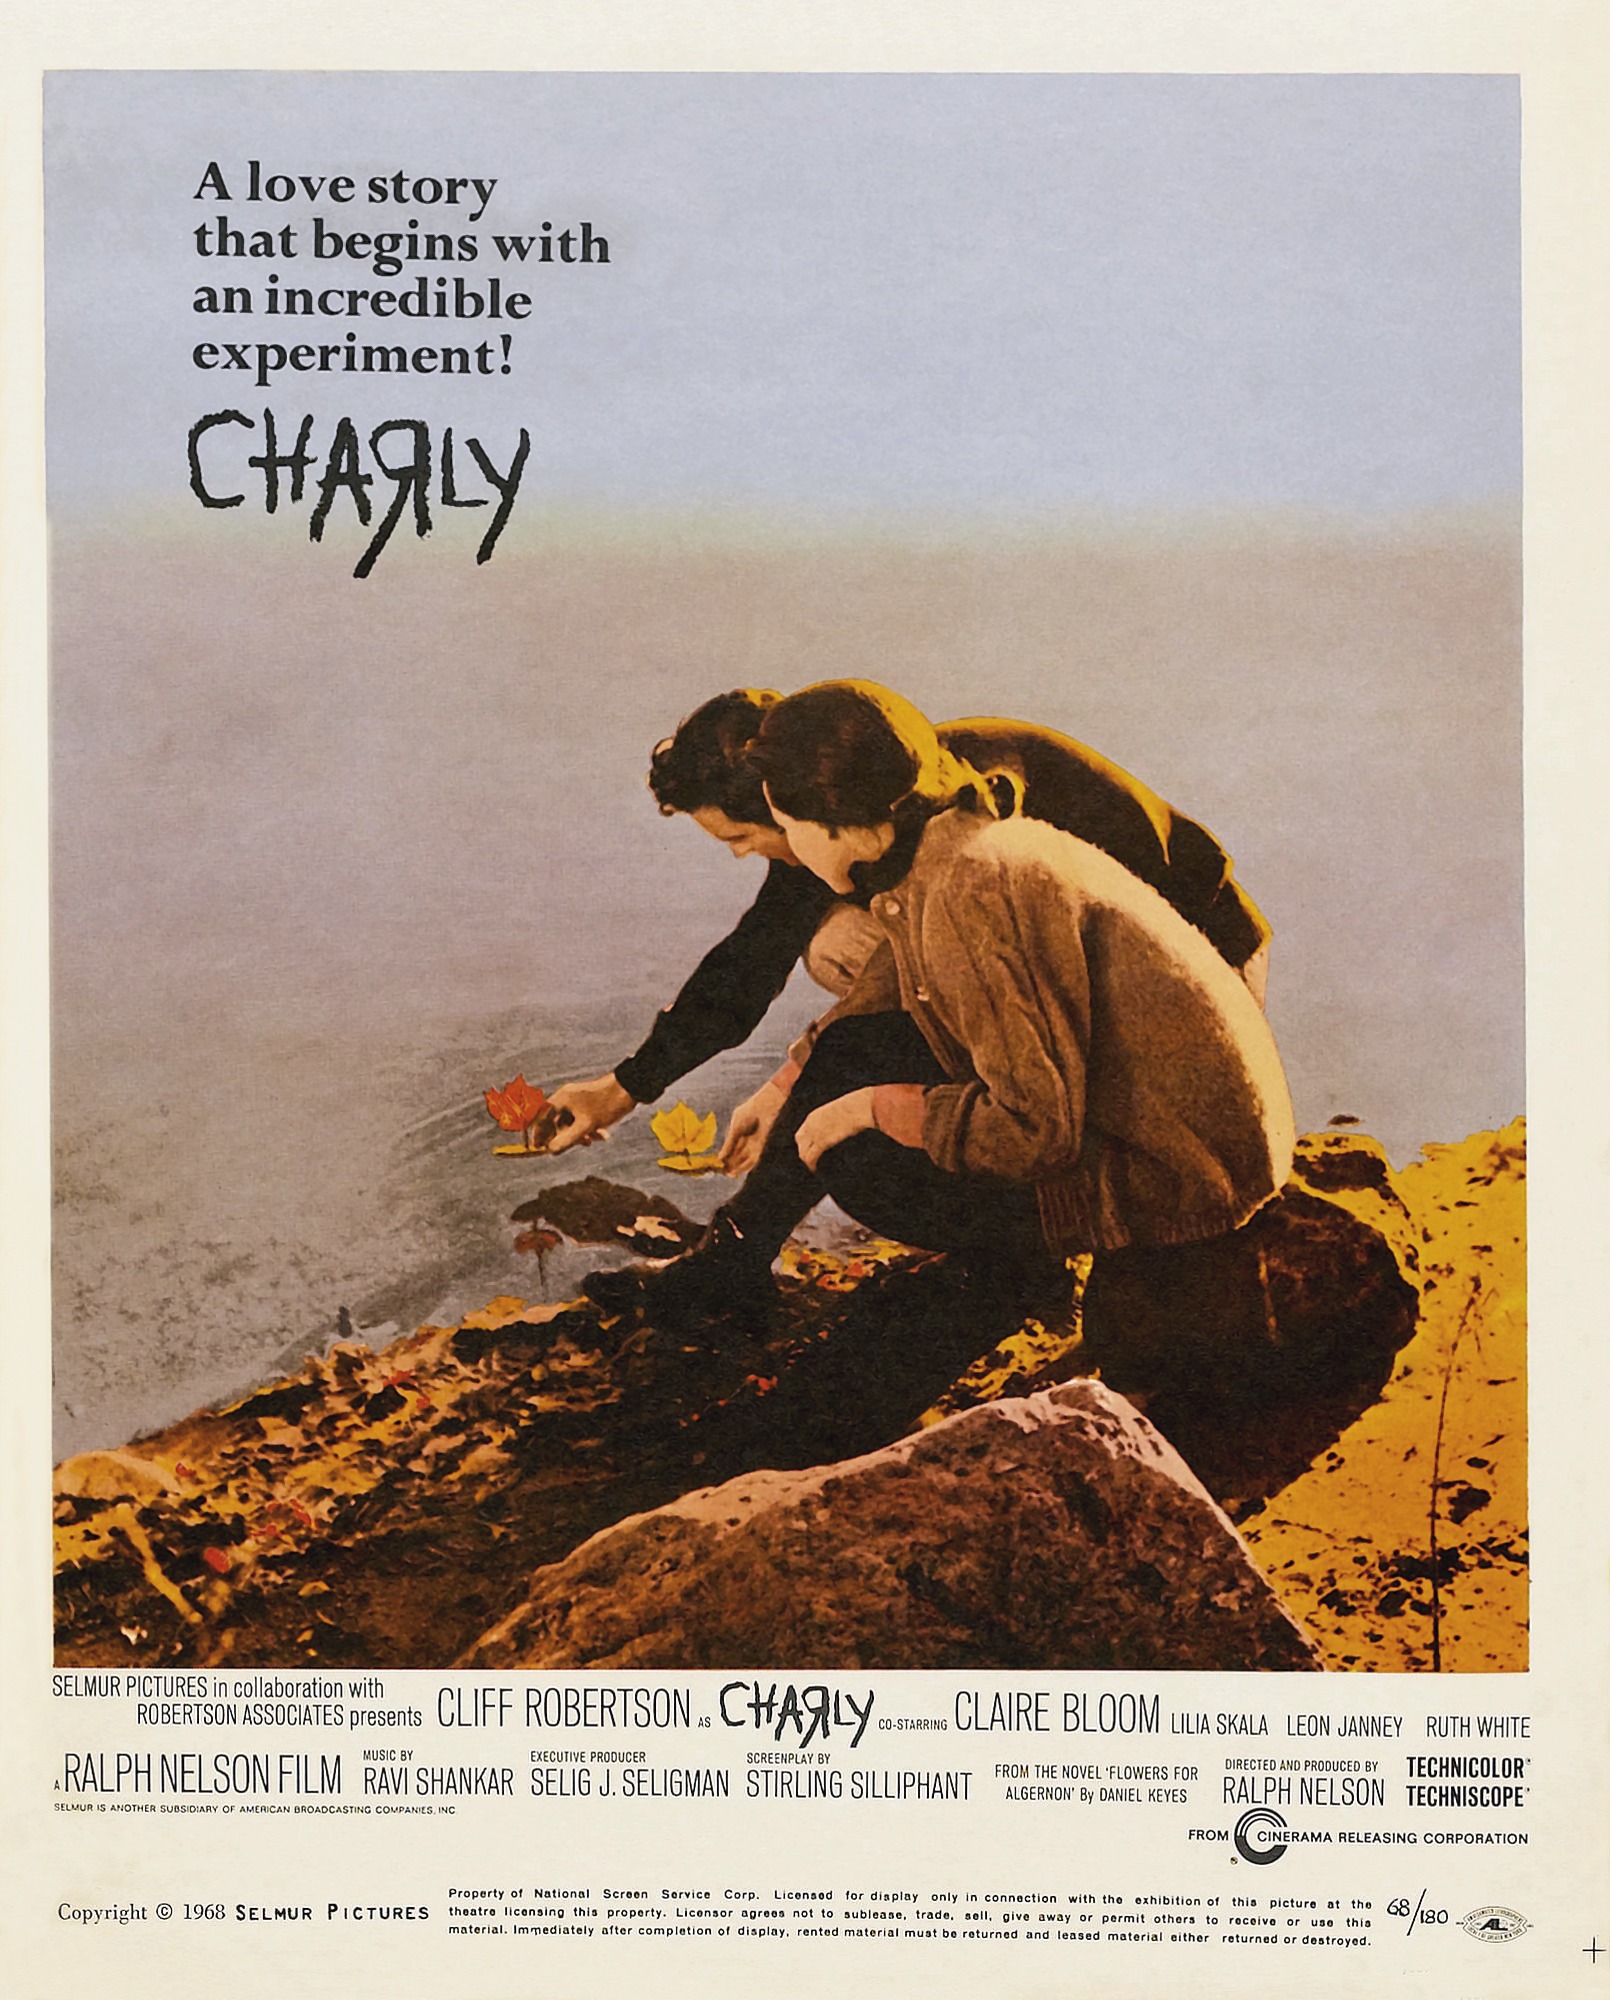 A love story
that begins with
an incredible
experiment!
CHARLY
SELMUR PICTURES in collaboration with
ROBERTSON ASSOCIATES presents CLIFF ROBERTSON AS CHARLY CO-STARRING CLAIRE BLOOM LILIA SKALA LEON JANNEY RUTH WHITE
A RALPH NELSON FILM MUSIC BY RAVI SHANKAR EXECUTIVE PRODUCER SELIG J. SELIGMAN SCREENPLAY BY STIRLING SILLIPHANT FROM THE NOVEL 'FLOWERS FOR ALGERNON' By DANIEL KEYES DIRECTED AND PRODUCED BY RALPH NELSON TECHNICOLOR® TECHNISCOPE®
SELMUR IS ANOTHER SUBSIDIARY OF AMERICAN BROADCASTING COMPANIES, INC.
FROM CINERAMA RELEASING CORPORATION
Copyright © 1968 SELMUR PICTURES
Property of National Screen Service Corp. Licensed for display only in connection with the exhibition of this picture at the
theatre licensing this property. Licensor agrees not to sublease, trade, sell, give away or permit others to receive or use this
material. Immediately after completion of display, rented material must be returned and leased material either returned or destroyed.
68/180